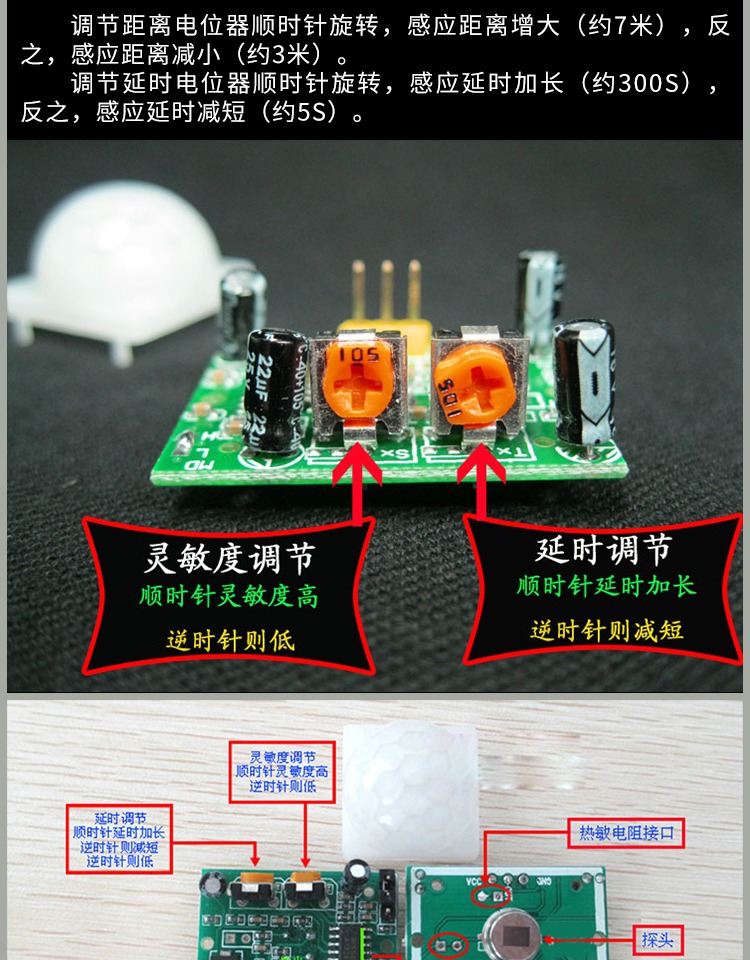 调节距离电位器顺时针旋转，感应距离增大（约7米），反
之，感应距离减小（约3米）。
调节延时电位器顺时针旋转，感应延时加长（约300S），
反之，感应延时减短（约5S）。
105
105
22UF
25V
22U
H
L
MD
Sx
Tx
灵敏度调节
顺时针灵敏度高
逆时针则低
延时调节
顺时针延时加长
逆时针则减短
灵敏度调节
顺时针灵敏度高
逆时针则低
延时调节
顺时针延时加长
逆时针则减短
逆时针则低
热敏电阻接口
VCC
GND
探头